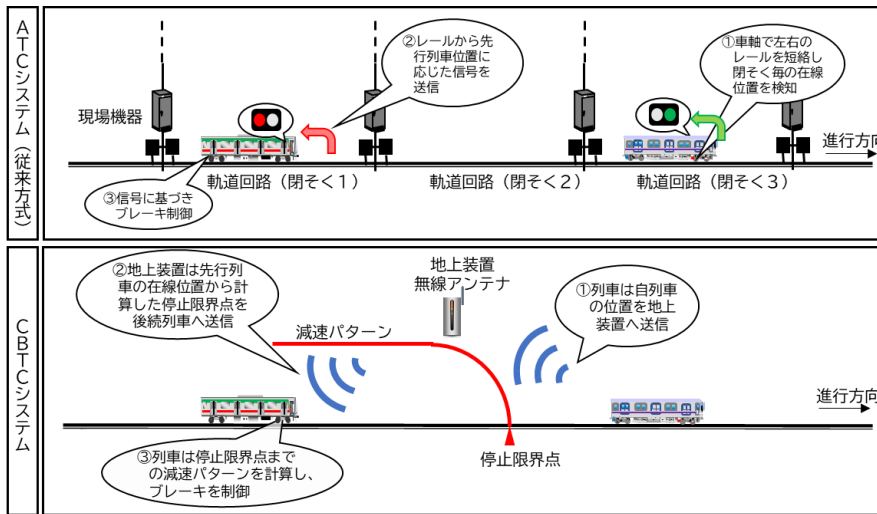 ATCシステム(従来方式)
現場機器
②レールから先
行列車位置に
応じた信号を
送信
①車軸で左右の
レールを短絡し
閉そく毎の在線
位置を検知
進行方向
③信号に基づき
ブレーキ制御
軌道回路(閉そく1)
軌道回路(閉そく2)
軌道回路(閉そく3)
CBTCシステム
②地上装置は先行列
車の在線位置から計
算した停止限界点を
後続列車へ送信
地上装置
無線アンテナ
①列車は自列車
の位置を地上
装置へ送信
減速パターン
進行方向
③列車は停止限界点まで
の減速パターンを計算し、
ブレーキを制御
停止限界点